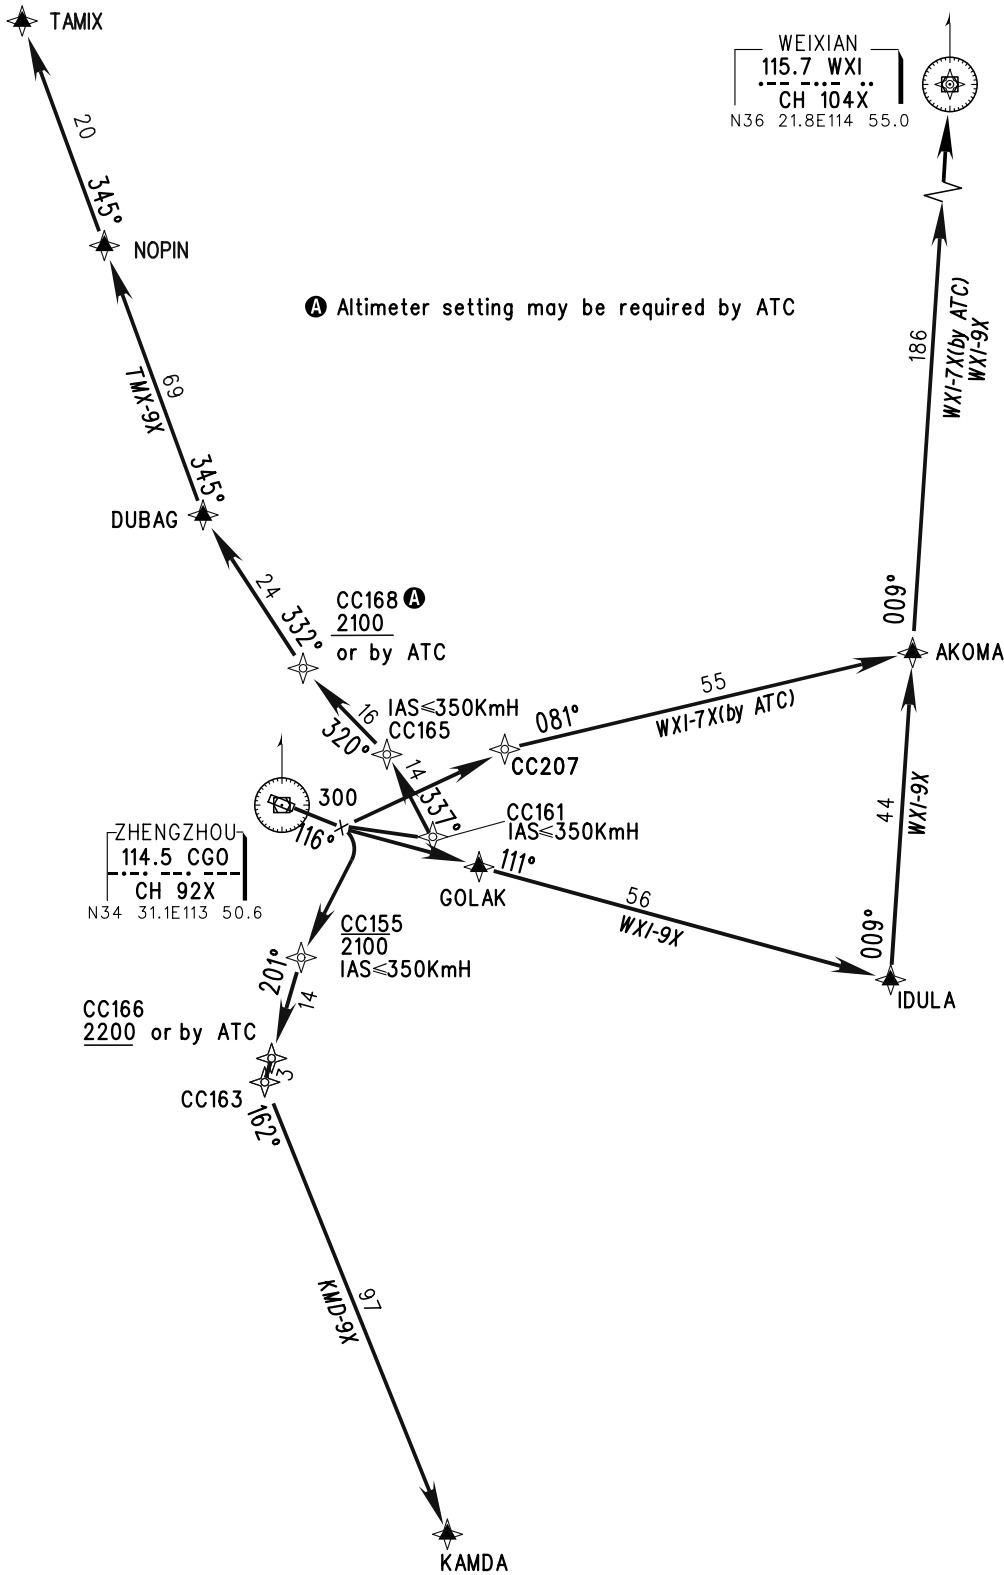 TAMIX
WEIXIAN
115.7 WXI
CH 104X
N36 21.8E114 55.0
20
345°
NOPIN
A Altimeter setting may be required by ATC
186
WXI-7X(by ATC)
WXI-9X
69
TMX-9X
345°
DUBAG
24
332°
CC168 A
2100
or by ATC
009°
AKOMA
16
320°
IAS≤350KmH
CC165
55
WXI-7X(by ATC)
081°
CC207
14
337°
300
116°
CC161
IAS≤350KmH
44
WXI-9X
ZHENGZHOU
114.5 CGO
CH 92X
N34 31.1E113 50.6
111°
GOLAK
56
WXI-9X
009°
IDULA
CC155
2100
IAS≤350KmH
201°
14
CC166
2200 or by ATC
3
CC163
162°
97
KMD-9X
KAMDA